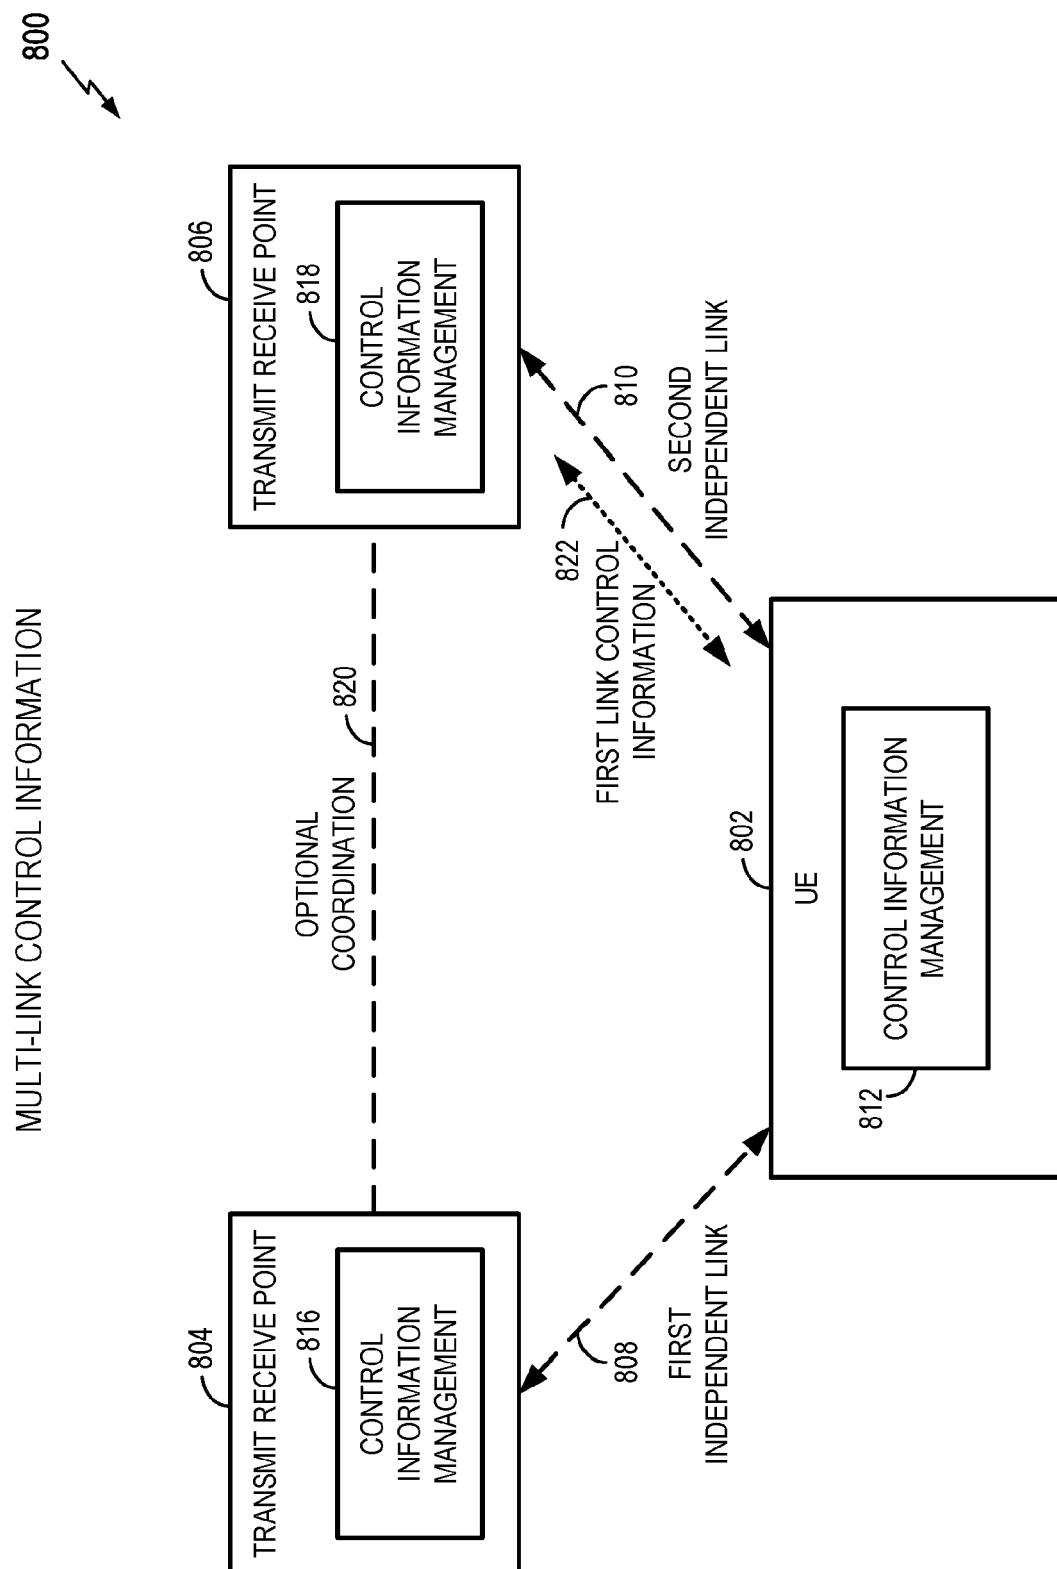 MULTI-LINK CONTROL INFORMATION
800
804
TRANSMIT RECEIVE POINT
816
CONTROL
INFORMATION
MANAGEMENT
OPTIONAL
COORDINATION
820
806
TRANSMIT RECEIVE POINT
818
CONTROL
INFORMATION
MANAGEMENT
808
FIRST
INDEPENDENT LINK
FIRST LINK CONTROL
INFORMATION
822
810
SECOND
INDEPENDENT LINK
802
UE
812
CONTROL INFORMATION
MANAGEMENT